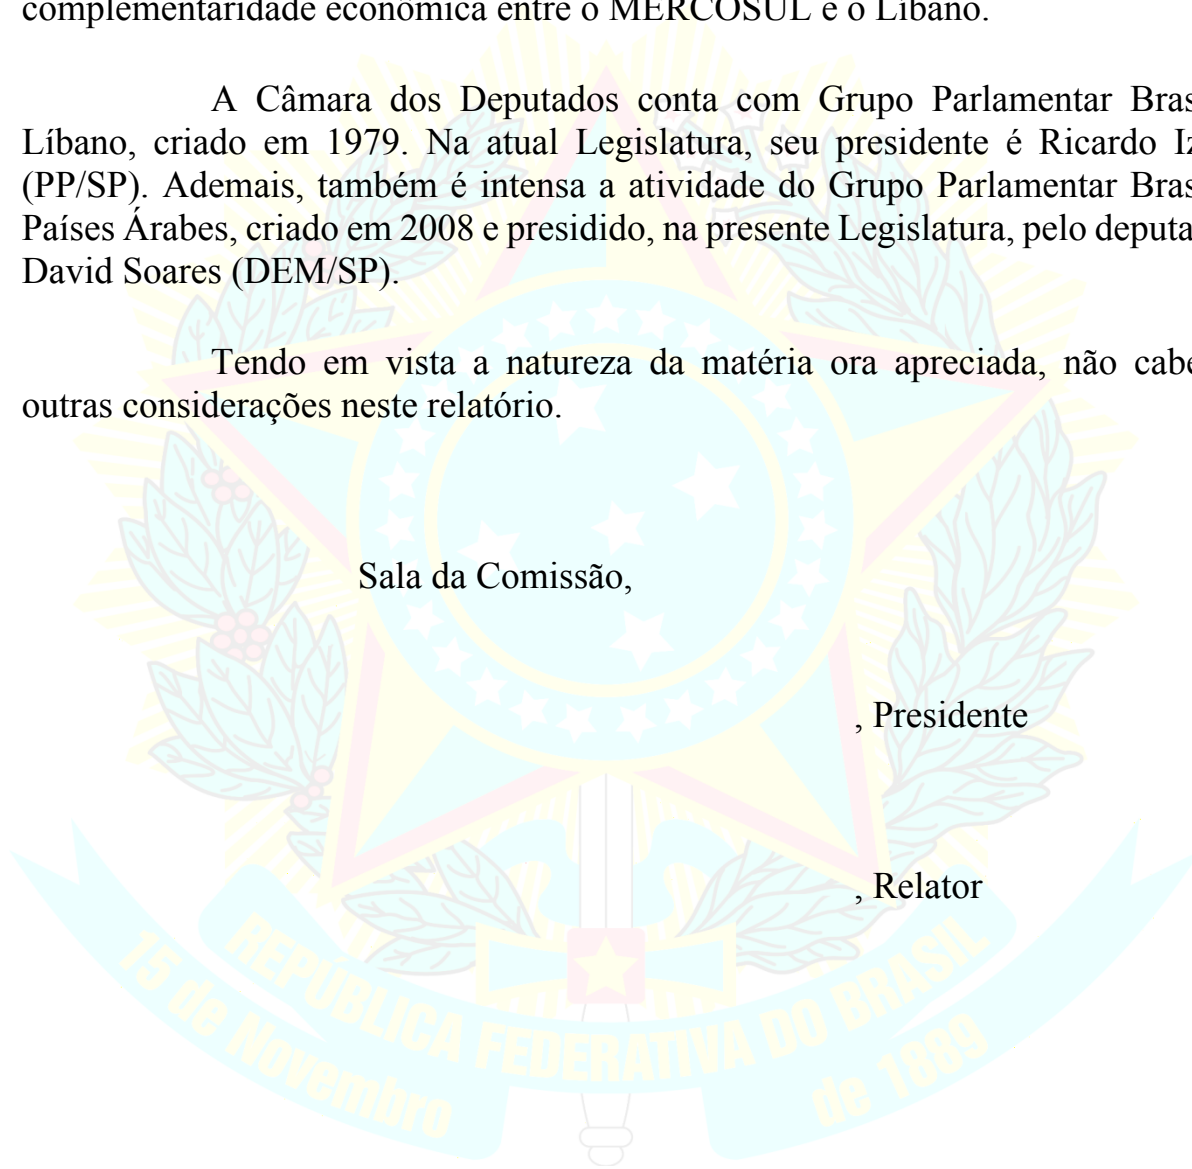 complementaridade econômica entre o MERCOSUL e o Líbano.
A Câmara dos Deputados conta com Grupo Parlamentar Bras
Líbano, criado em 1979. Na atual Legislatura, seu presidente é Ricardo Iz
(PP/SP). Ademais, também é intensa a atividade do Grupo Parlamentar Bras
Países Árabes, criado em 2008 e presidido, na presente Legislatura, pelo deputa
David Soares (DEM/SP).
Tendo em vista a natureza da matéria ora apreciada, não cabe
outras considerações neste relatório.
Sala da Comissão,
, Presidente
, Relator
REPÚBLICA FEDERATIVA DO BRASIL
15 de Novembro
de 1889